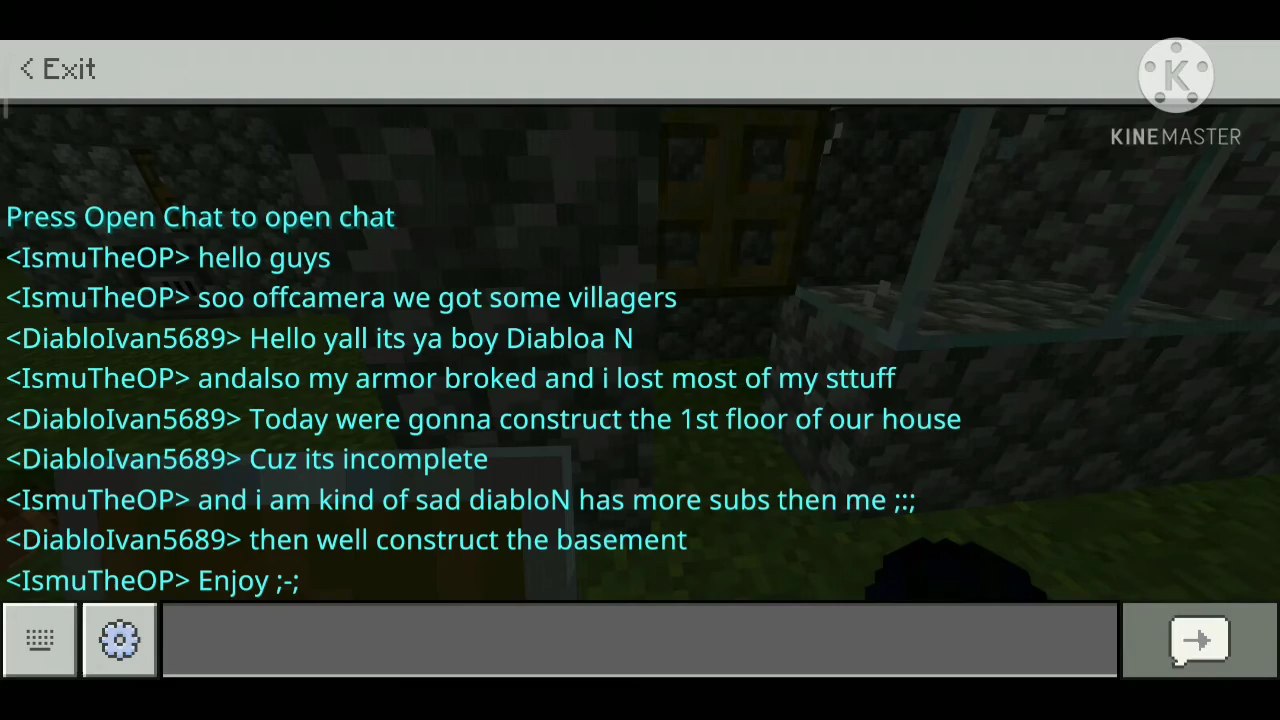 < Exit
K
KINEMASTER
Press Open Chat to open chat
<IsmuTheOP> hello guys
<IsmuTheOP> soo offcamera we got some villagers
<DiabloIvan5689> Hello yall its ya boy Diabloa N
<IsmuTheOP> andalso my armor broked and i lost most of my sttuff
<DiabloIvan5689> Today were gonna construct the 1st floor of our house
<DiabloIvan5689> Cuz its incomplete
<IsmuTheOP> and i am kind of sad diabloN has more subs then me ;:;
<DiabloIvan5689> then well construct the basement
<IsmuTheOP> Enjoy ;-;